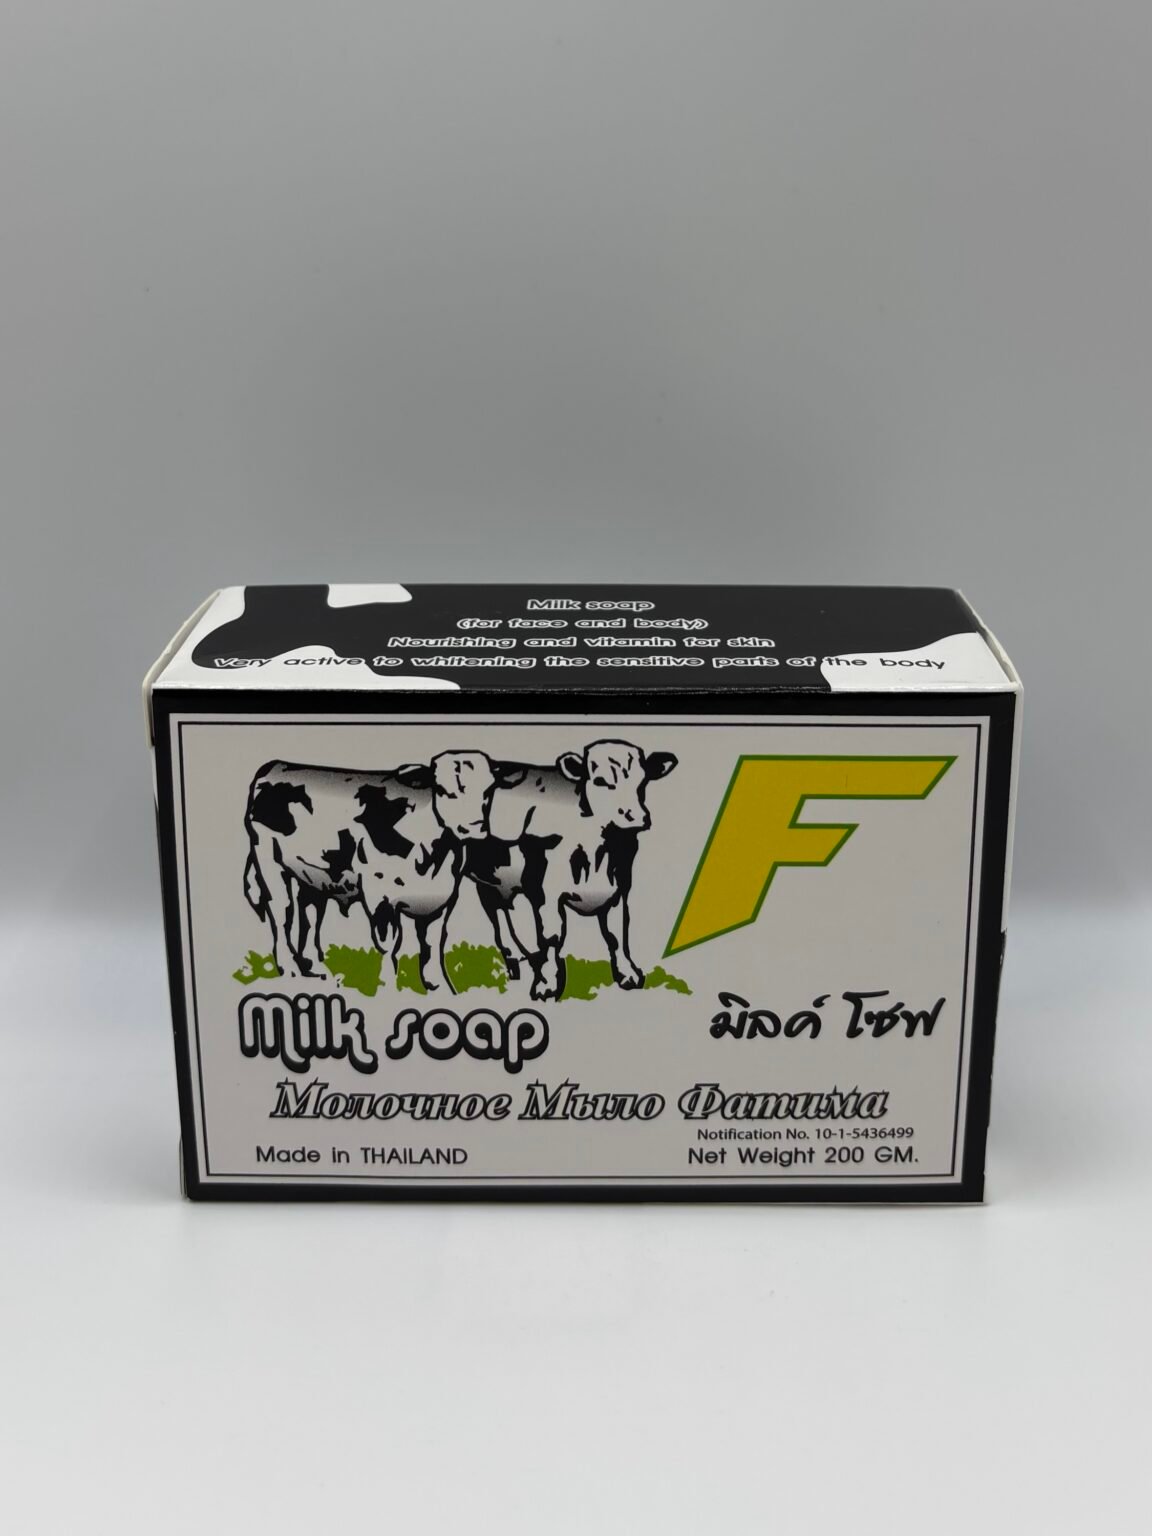 Milk soap
(for face and body)
Nourishing and vitamin for skin
Very active to whitening the sensitive parts of the body
F
Milk soap
มิลค์ โซฟ
Молочное Мыло Фатима
Notification No. 10-1-5436499
Made in THAILAND
Net Weight 200 GM.